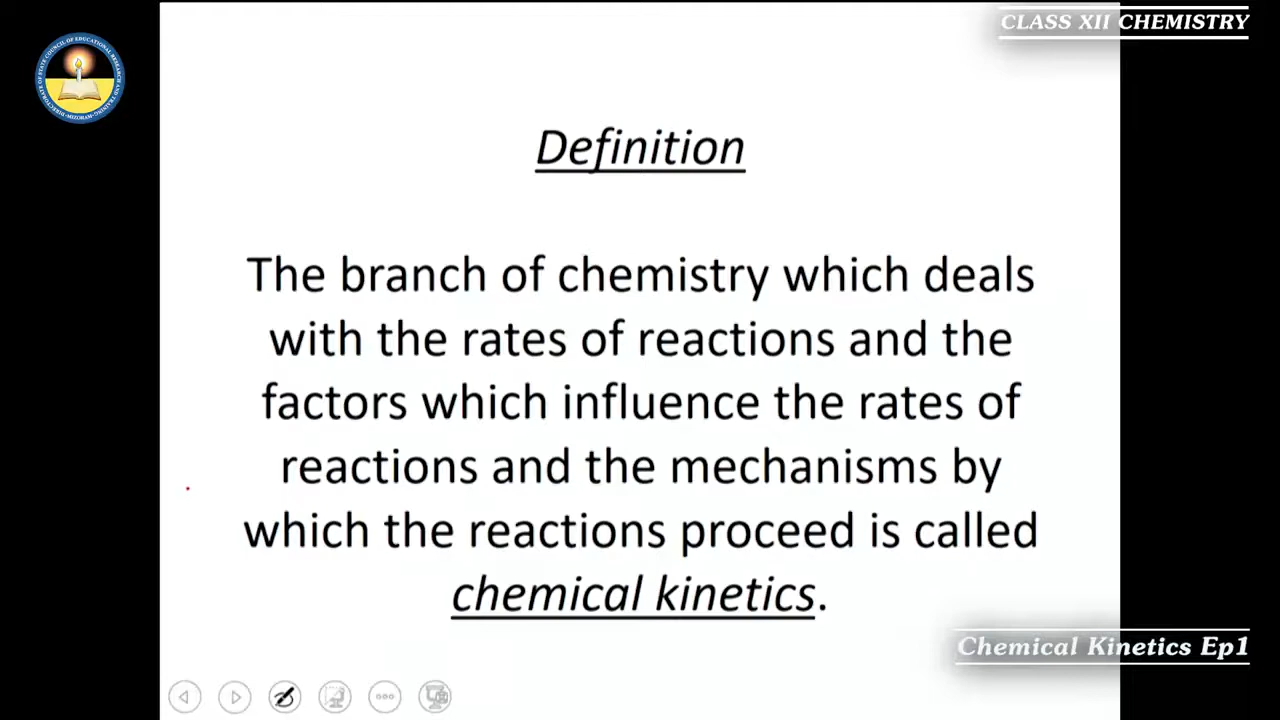 CLASS XII CHEMISTRY
Definition
The branch of chemistry which deals
with the rates of reactions and the
factors which influence the rates of
reactions and the mechanisms by
which the reactions proceed is called
chemical kinetics.
Chemical Kinetics Ep1